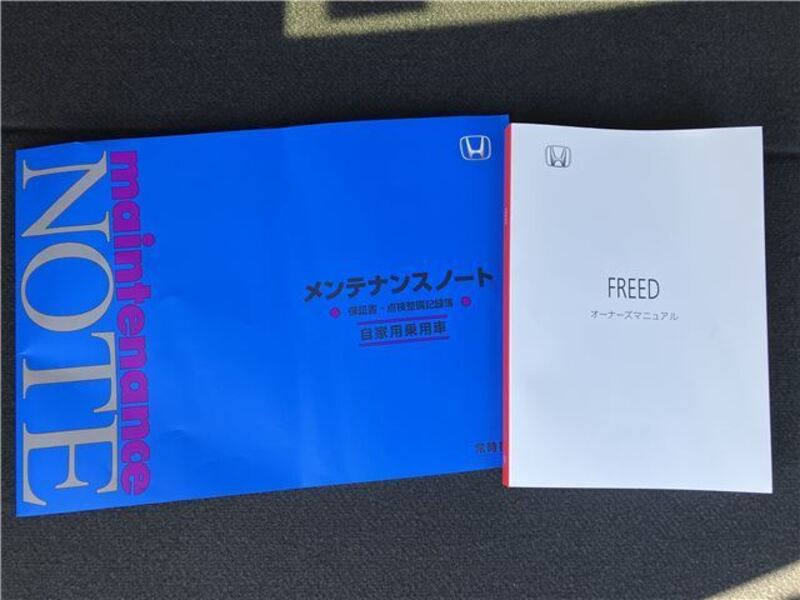 maintenance
NOTE
メンテナンスノート
保証書・点検整備記録簿
自家用乗用車
常時
FREED
オーナーズマニュアル